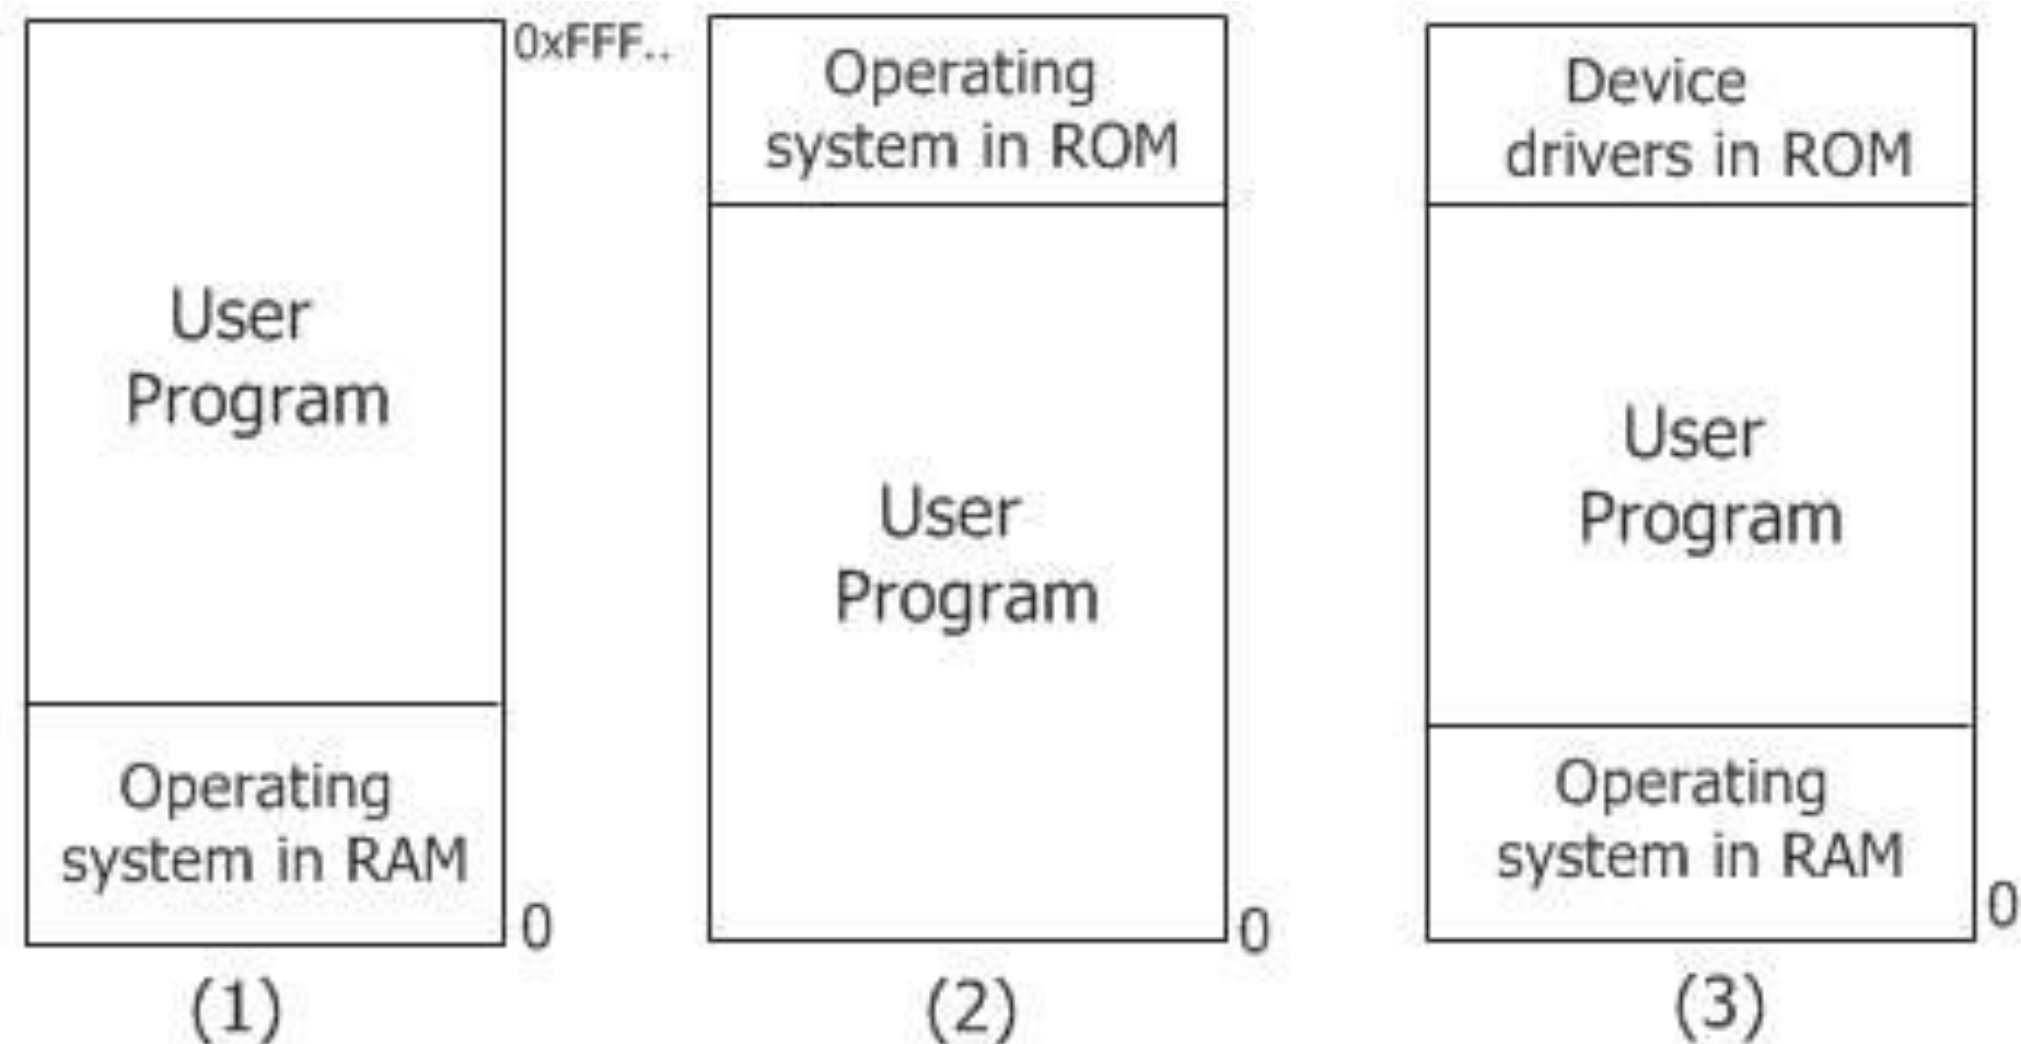 0xFFF..
User
Program
Operating
system in RAM
0
(1)
Operating
system in ROM
User
Program
0
(2)
Device
drivers in ROM
User
Program
Operating
system in RAM
0
(3)